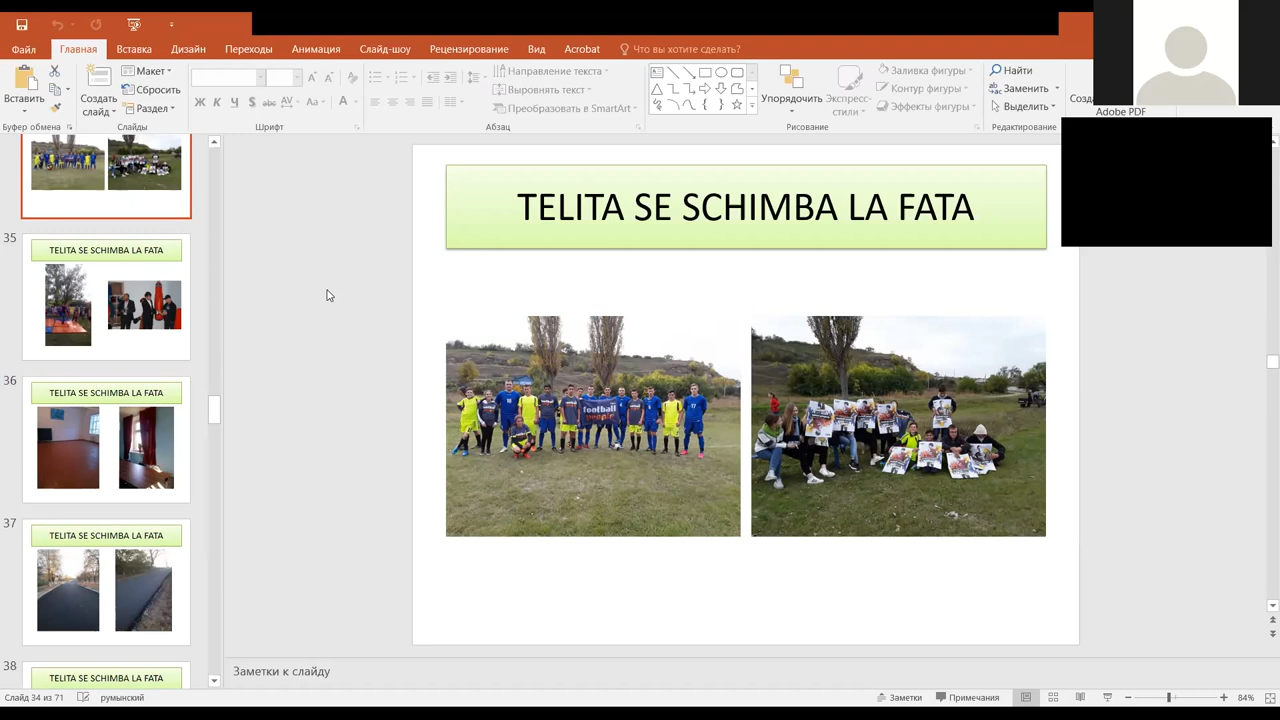 Файл
Главная
Вставка
Дизайн
Переходы
Анимация
Слайд-шоу
Рецензирование
Вид
Acrobat
Что вы хотите сделать?
Вставить
Буфер обмена
Создать слайд
Макет
Сбросить
Раздел
Слайды
Ж К Ч S abc AV Aa A
Шрифт
Направление текста
Выровнять текст
Преобразовать в SmartArt
Абзац
Упорядочить
Экспресс-
стили
Заливка фигуры
Контур фигуры
Эффекты фигуры
Рисование
Найти
Заменить
Выделить
Редактирование
Adobe PDF
35
TELITA SE SCHIMBA LA FATA
36
TELITA SE SCHIMBA LA FATA
37
TELITA SE SCHIMBA LA FATA
38
TELITA SE SCHIMBA LA FATA
TELITA SE SCHIMBA LA FATA
football
people
Заметки к слайду
Слайд 34 из 71
румынский
Заметки
Примечания
84%